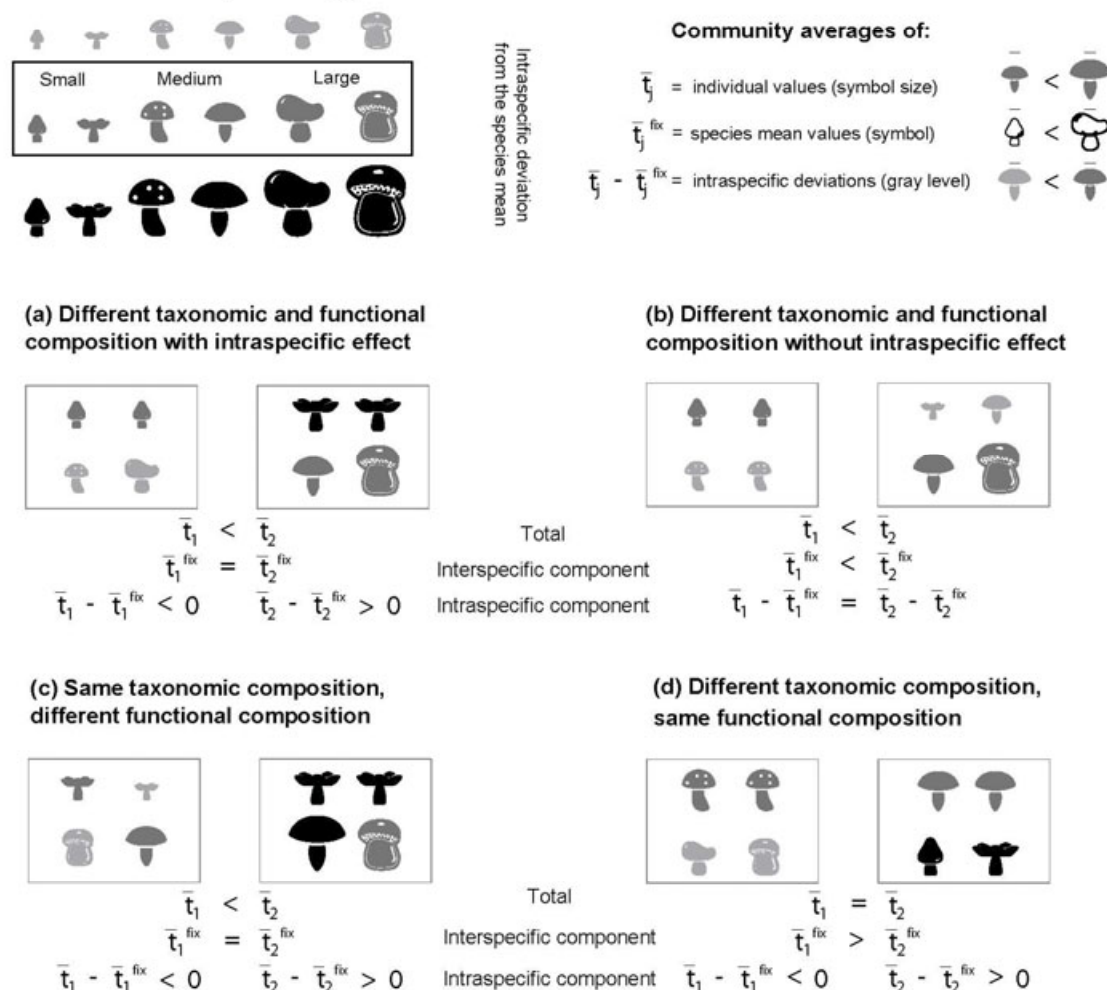 Small Medium Large
Intraspecific deviation
from the species mean
Community averages of:
t̄ⱼ = individual values (symbol size) <
t̄ⱼ ᶠⁱˣ = species mean values (symbol) <
t̄ⱼ - t̄ⱼ ᶠⁱˣ = intraspecific deviations (gray level) <
(a) Different taxonomic and functional
composition with intraspecific effect
t̄₁ < t̄₂ Total
t̄₁ ᶠⁱˣ = t̄₂ ᶠⁱˣ Interspecific component
t̄₁ - t̄₁ ᶠⁱˣ < 0 t̄₂ - t̄₂ ᶠⁱˣ > 0 Intraspecific component
(b) Different taxonomic and functional
composition without intraspecific effect
t̄₁ < t̄₂
t̄₁ ᶠⁱˣ < t̄₂ ᶠⁱˣ
t̄₁ - t̄₁ ᶠⁱˣ = t̄₂ - t̄₂ ᶠⁱˣ
(c) Same taxonomic composition,
different functional composition
t̄₁ < t̄₂ Total
t̄₁ ᶠⁱˣ = t̄₂ ᶠⁱˣ Interspecific component
t̄₁ - t̄₁ ᶠⁱˣ < 0 t̄₂ - t̄₂ ᶠⁱˣ > 0 Intraspecific component
(d) Different taxonomic composition,
same functional composition
t̄₁ = t̄₂
t̄₁ ᶠⁱˣ > t̄₂ ᶠⁱˣ
t̄₁ - t̄₁ ᶠⁱˣ < 0 t̄₂ - t̄₂ ᶠⁱˣ > 0